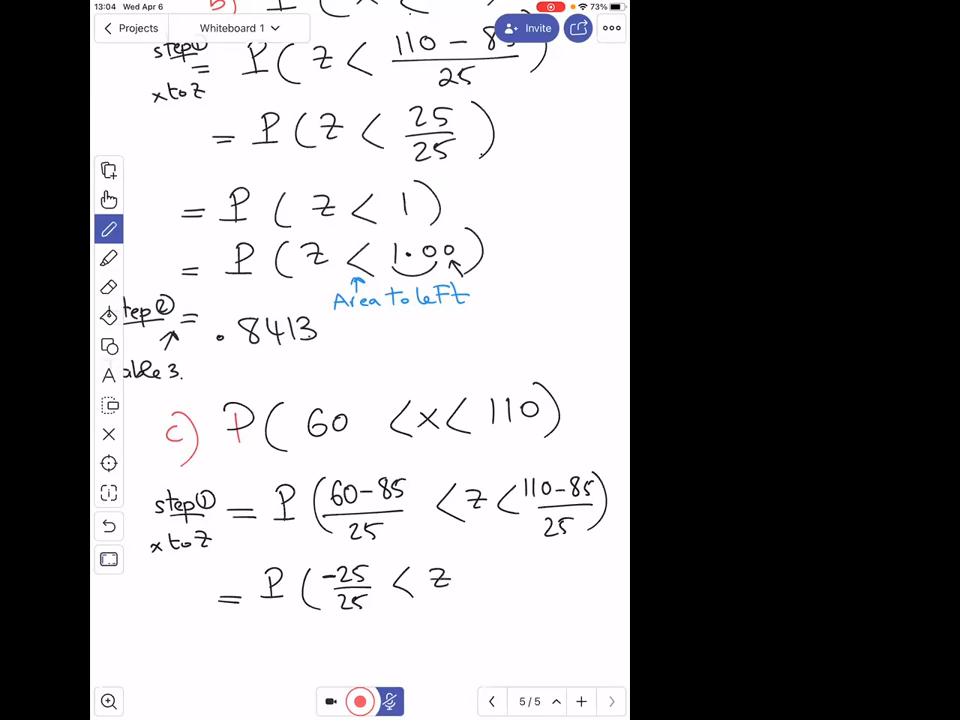 13:04 Wed Apr 6 73%
Projects Whiteboard 1 Invite
step① = P( Z < 110 - 85 / 25 )
x to Z
= P( Z < 25/25 )
= P ( Z < 1 )
= P ( Z < 1.00 )
Area to left
step② = .8413
able 3.
c) P( 60 < x < 110 )
step① = P( 60-85 / 25 < Z < 110-85 / 25 )
x to Z
= P ( -25/25 < Z
A
5/5